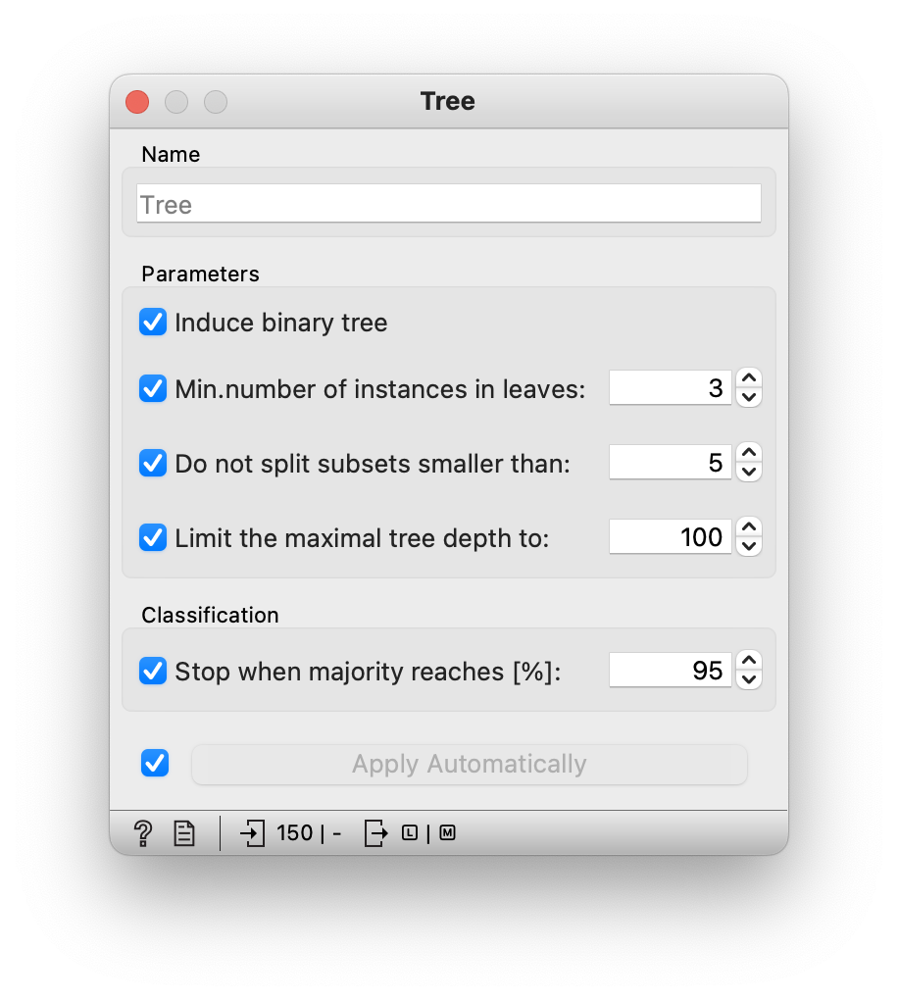 Tree
Name
Tree
Parameters
Induce binary tree
Min.number of instances in leaves: 3
Do not split subsets smaller than: 5
Limit the maximal tree depth to: 100
Classification
Stop when majority reaches [%]: 95
Apply Automatically
? 150 | - L | M